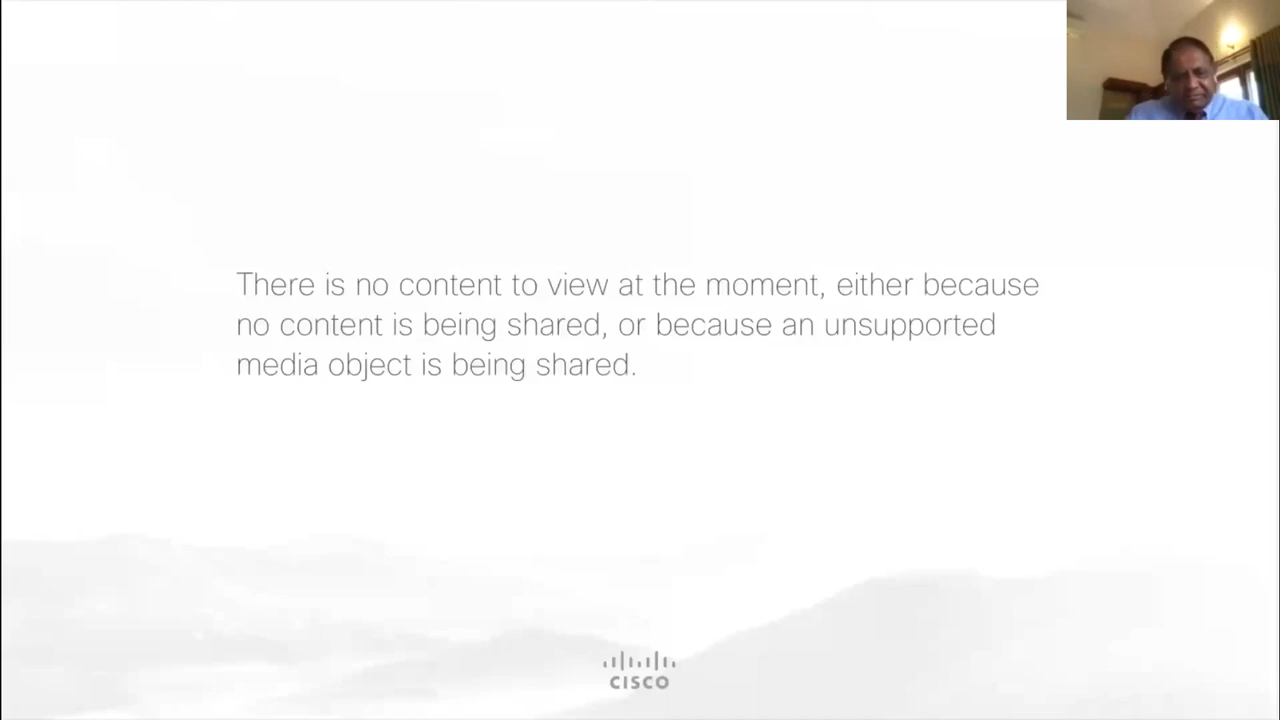 There is no content to view at the moment, either because
no content is being shared, or because an unsupported
media object is being shared.
CISCO